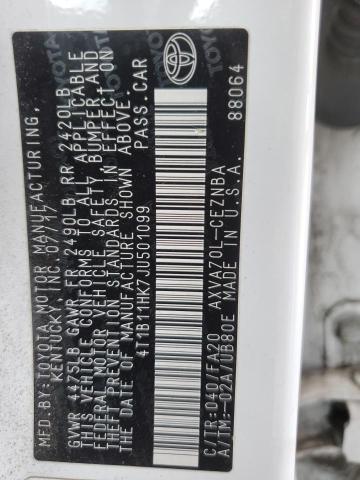 MFD.BY:TOYOTA MOTOR MANUFACTURING,
KENTUCKY, INC. 09/17
GVWR 4475LB GAWR FR 2490LB RR 2420LB
THIS VEHICLE CONFORMS TO ALL APPLICABLE
FEDERAL MOTOR VEHICLE SAFETY, BUMPER, AND
THEFT PREVENTION STANDARDS IN EFFECT ON
THE DATE OF MANUFACTURE SHOWN ABOVE.
4T1B11HK7JU501099 PASS.CAR
C/TR:040/FA20 AXVA70L-CEZNBA
A/TM:-02A/UB80E MADE IN U.S.A.
TOYOTA
88064